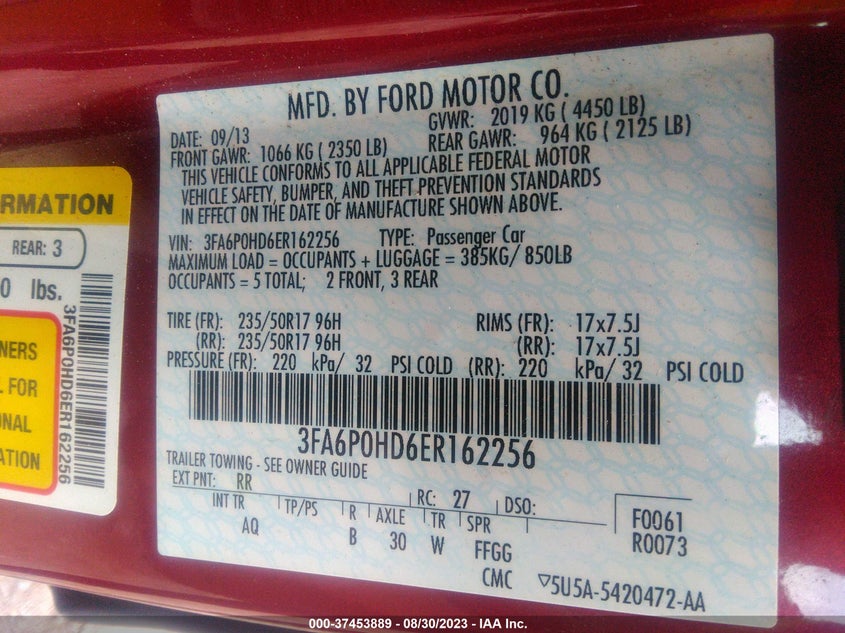 MFD. BY FORD MOTOR CO.
DATE: 09/13 GVWR: 2019 KG ( 4450 LB)
FRONT GAWR: 1066 KG ( 2350 LB) REAR GAWR: 964 KG ( 2125 LB)
THIS VEHICLE CONFORMS TO ALL APPLICABLE FEDERAL MOTOR
VEHICLE SAFETY, BUMPER, AND THEFT PREVENTION STANDARDS
IN EFFECT ON THE DATE OF MANUFACTURE SHOWN ABOVE.
VIN: 3FA6P0HD6ER162256 TYPE: Passenger Car
MAXIMUM LOAD = OCCUPANTS + LUGGAGE = 385KG/ 850LB
OCCUPANTS = 5 TOTAL; 2 FRONT, 3 REAR
TIRE (FR): 235/50R17 96H RIMS (FR): 17x7.5J
(RR): 235/50R17 96H (RR): 17x7.5J
PRESSURE (FR): 220 kPa/ 32 PSI COLD (RR): 220 kPa/ 32 PSI COLD
3FA6P0HD6ER162256
TRAILER TOWING - SEE OWNER GUIDE
EXT PNT: RR RC: 27 DSO:
INT TR TP/PS R AXLE TR SPR F0061
AQ B 30 W FFGG R0073
CMC ▽5U5A-5420472-AA
RMATION
REAR: 3
0 lbs.
NERS
L FOR
ONAL
ATION
3FA6P0HD6ER162256
000-37453889 - 08/30/2023 - IAA Inc.